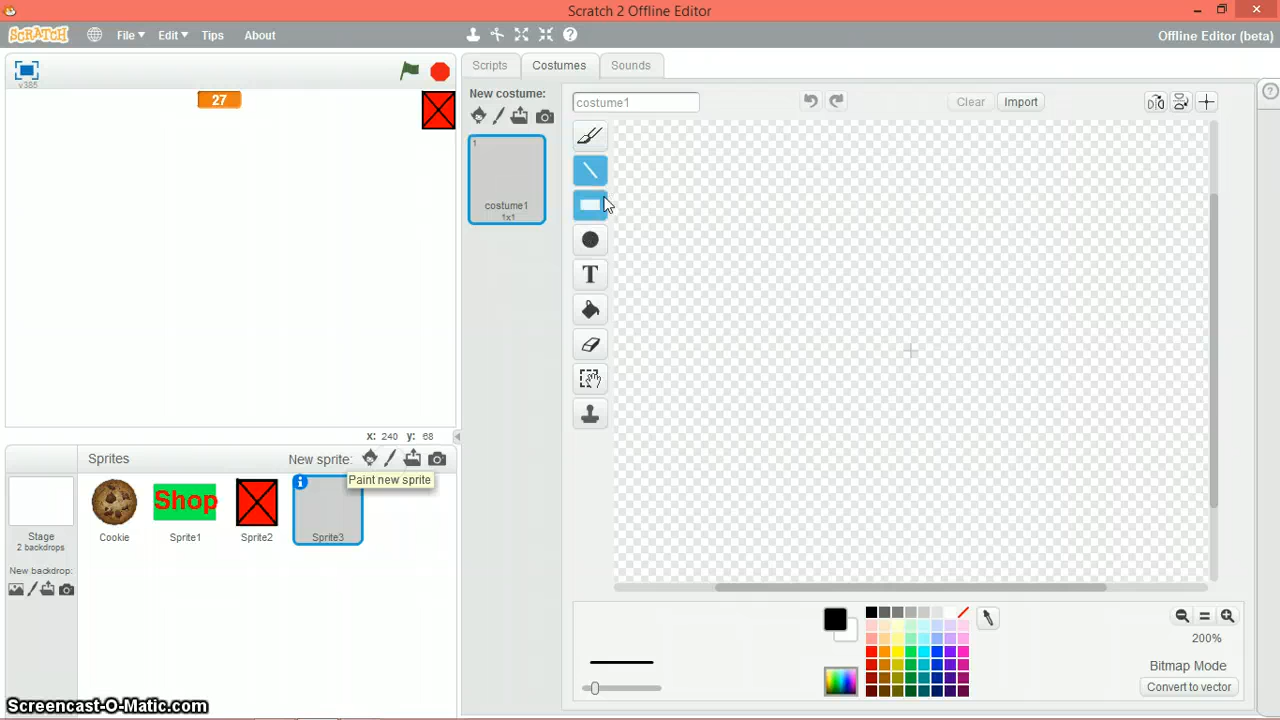 Scratch 2 Offline Editor
SCRATCH File Edit Tips About Offline Editor (beta)
v385
27
Scripts Costumes Sounds
New costume:
costume1
Clear Import
1
costume1
1x1
T
x: 240 y: 68
Sprites New sprite:
Paint new sprite
Shop
Stage
2 backdrops
Cookie Sprite1 Sprite2 Sprite3
New backdrop:
200%
Bitmap Mode
Convert to vector
Screencast-O-Matic.com